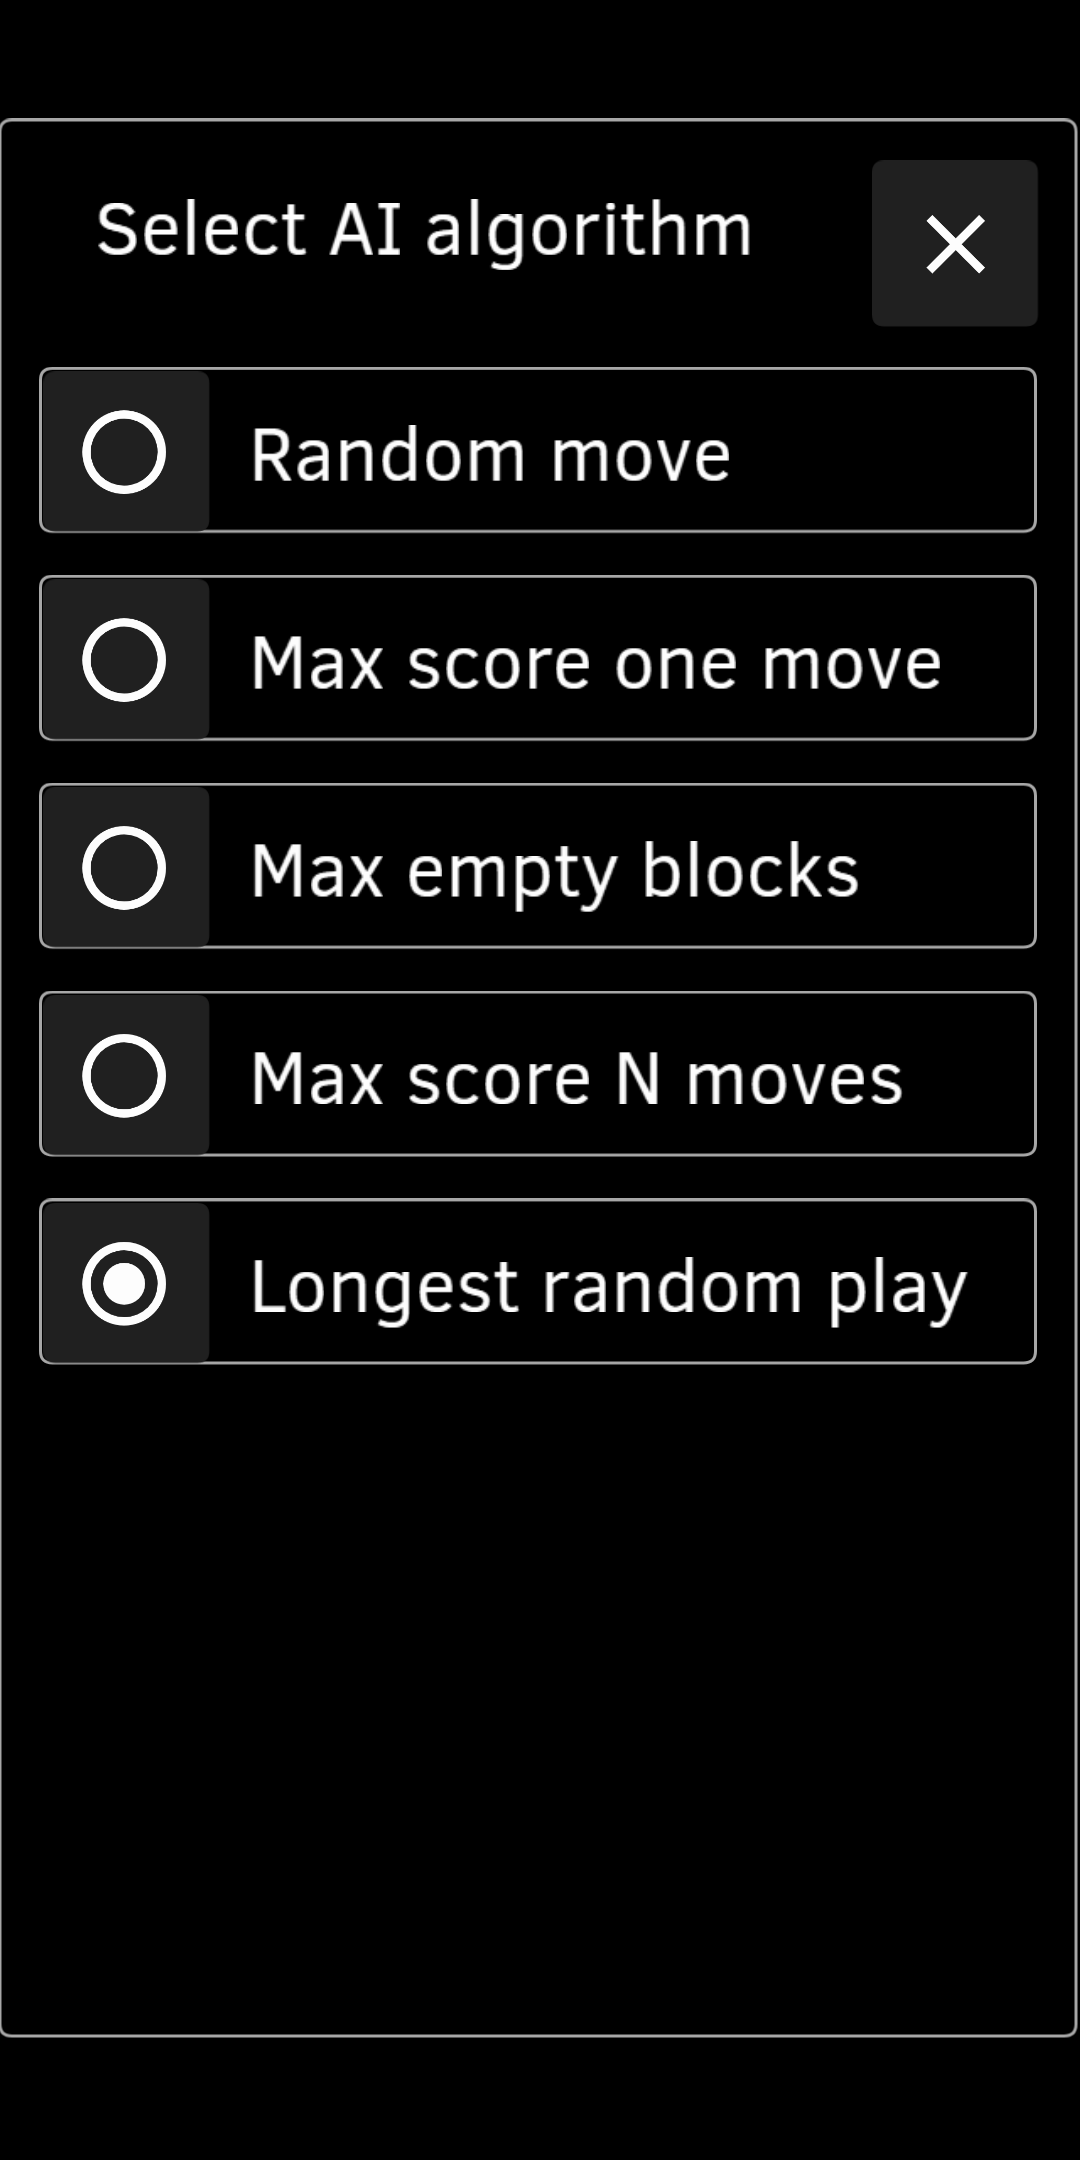 Select AI algorithm
Random move
Max score one move
Max empty blocks
Max score N moves
Longest random play